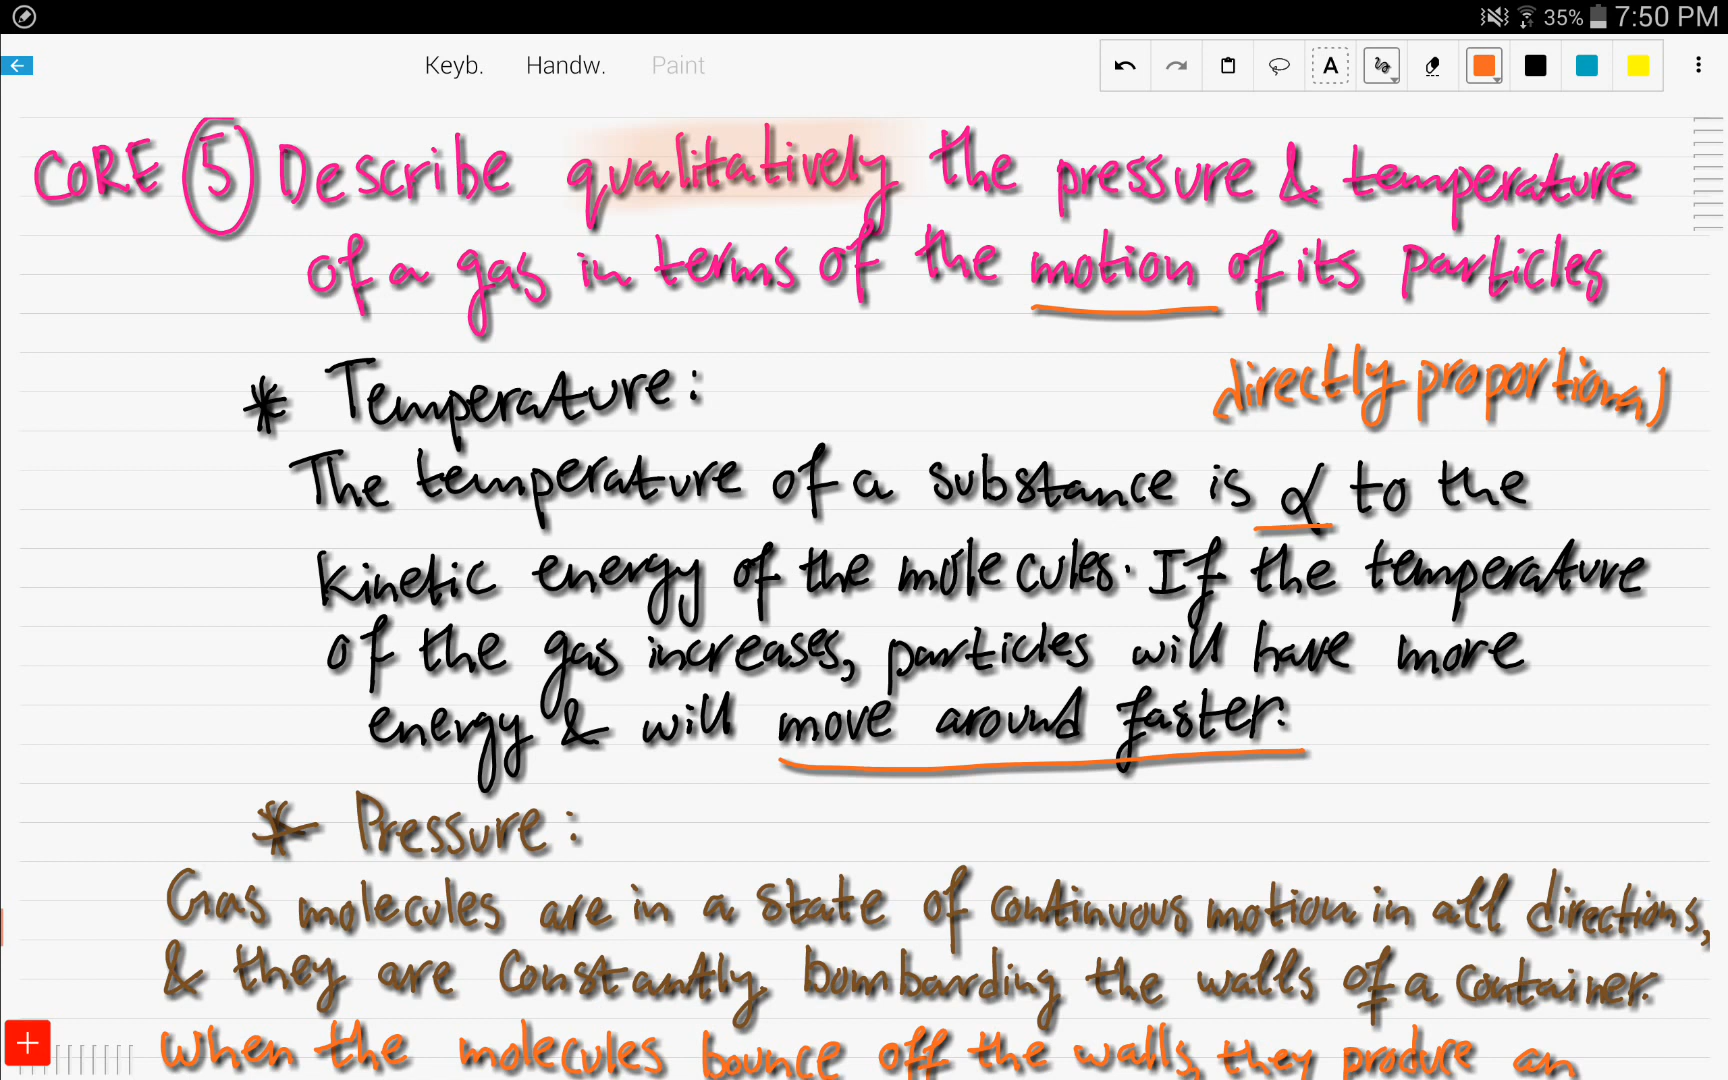 35% 7:50 PM
Keyb. Handw. Paint A
CORE 5 Describe qualitatively the pressure & temperature
of a gas in terms of the motion of its particles
* Temperature:
directly proportional
The temperature of a substance is α to the
kinetic energy of the molecules. If the temperature
of the gas increases, particles will have more
energy & will move around faster.
* Pressure:
Gas molecules are in a state of continuous motion in all directions,
& they are constantly bombarding the walls of a container.
when the molecules bounce off the walls, they produce an